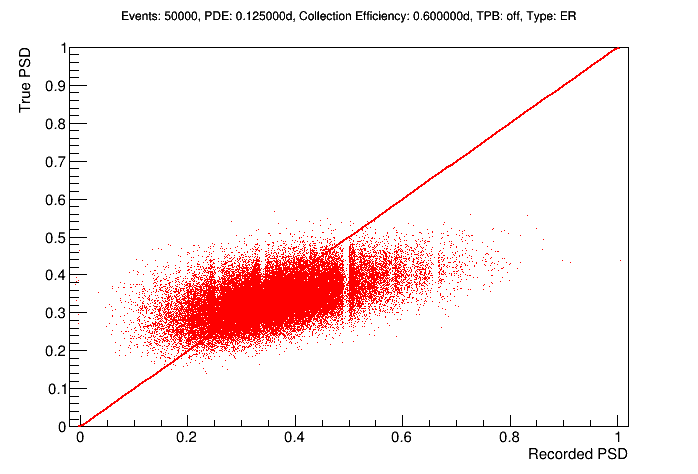 Events: 50000, PDE: 0.125000d, Collection Efficiency: 0.600000d, TPB: off, Type: ER
True PSD
1
0.9
0.8
0.7
0.6
0.5
0.4
0.3
0.2
0.1
0
0 0.2 0.4 0.6 0.8 1
Recorded PSD